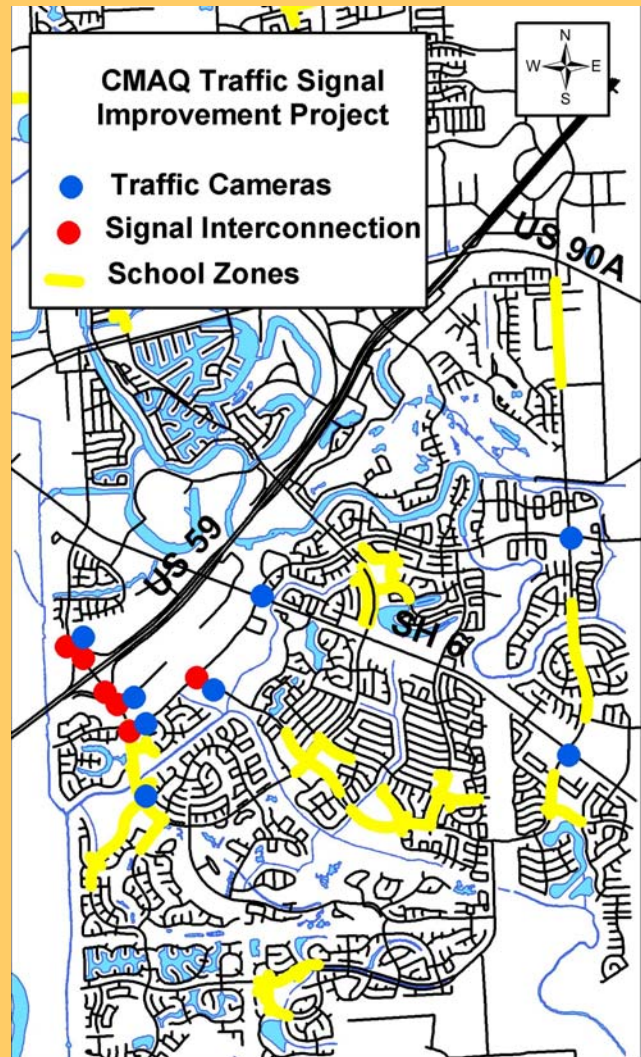 CMAQ Traffic Signal
Improvement Project
Traffic Cameras
Signal Interconnection
School Zones
N
W E
S
US 90A
US 59
SH 6